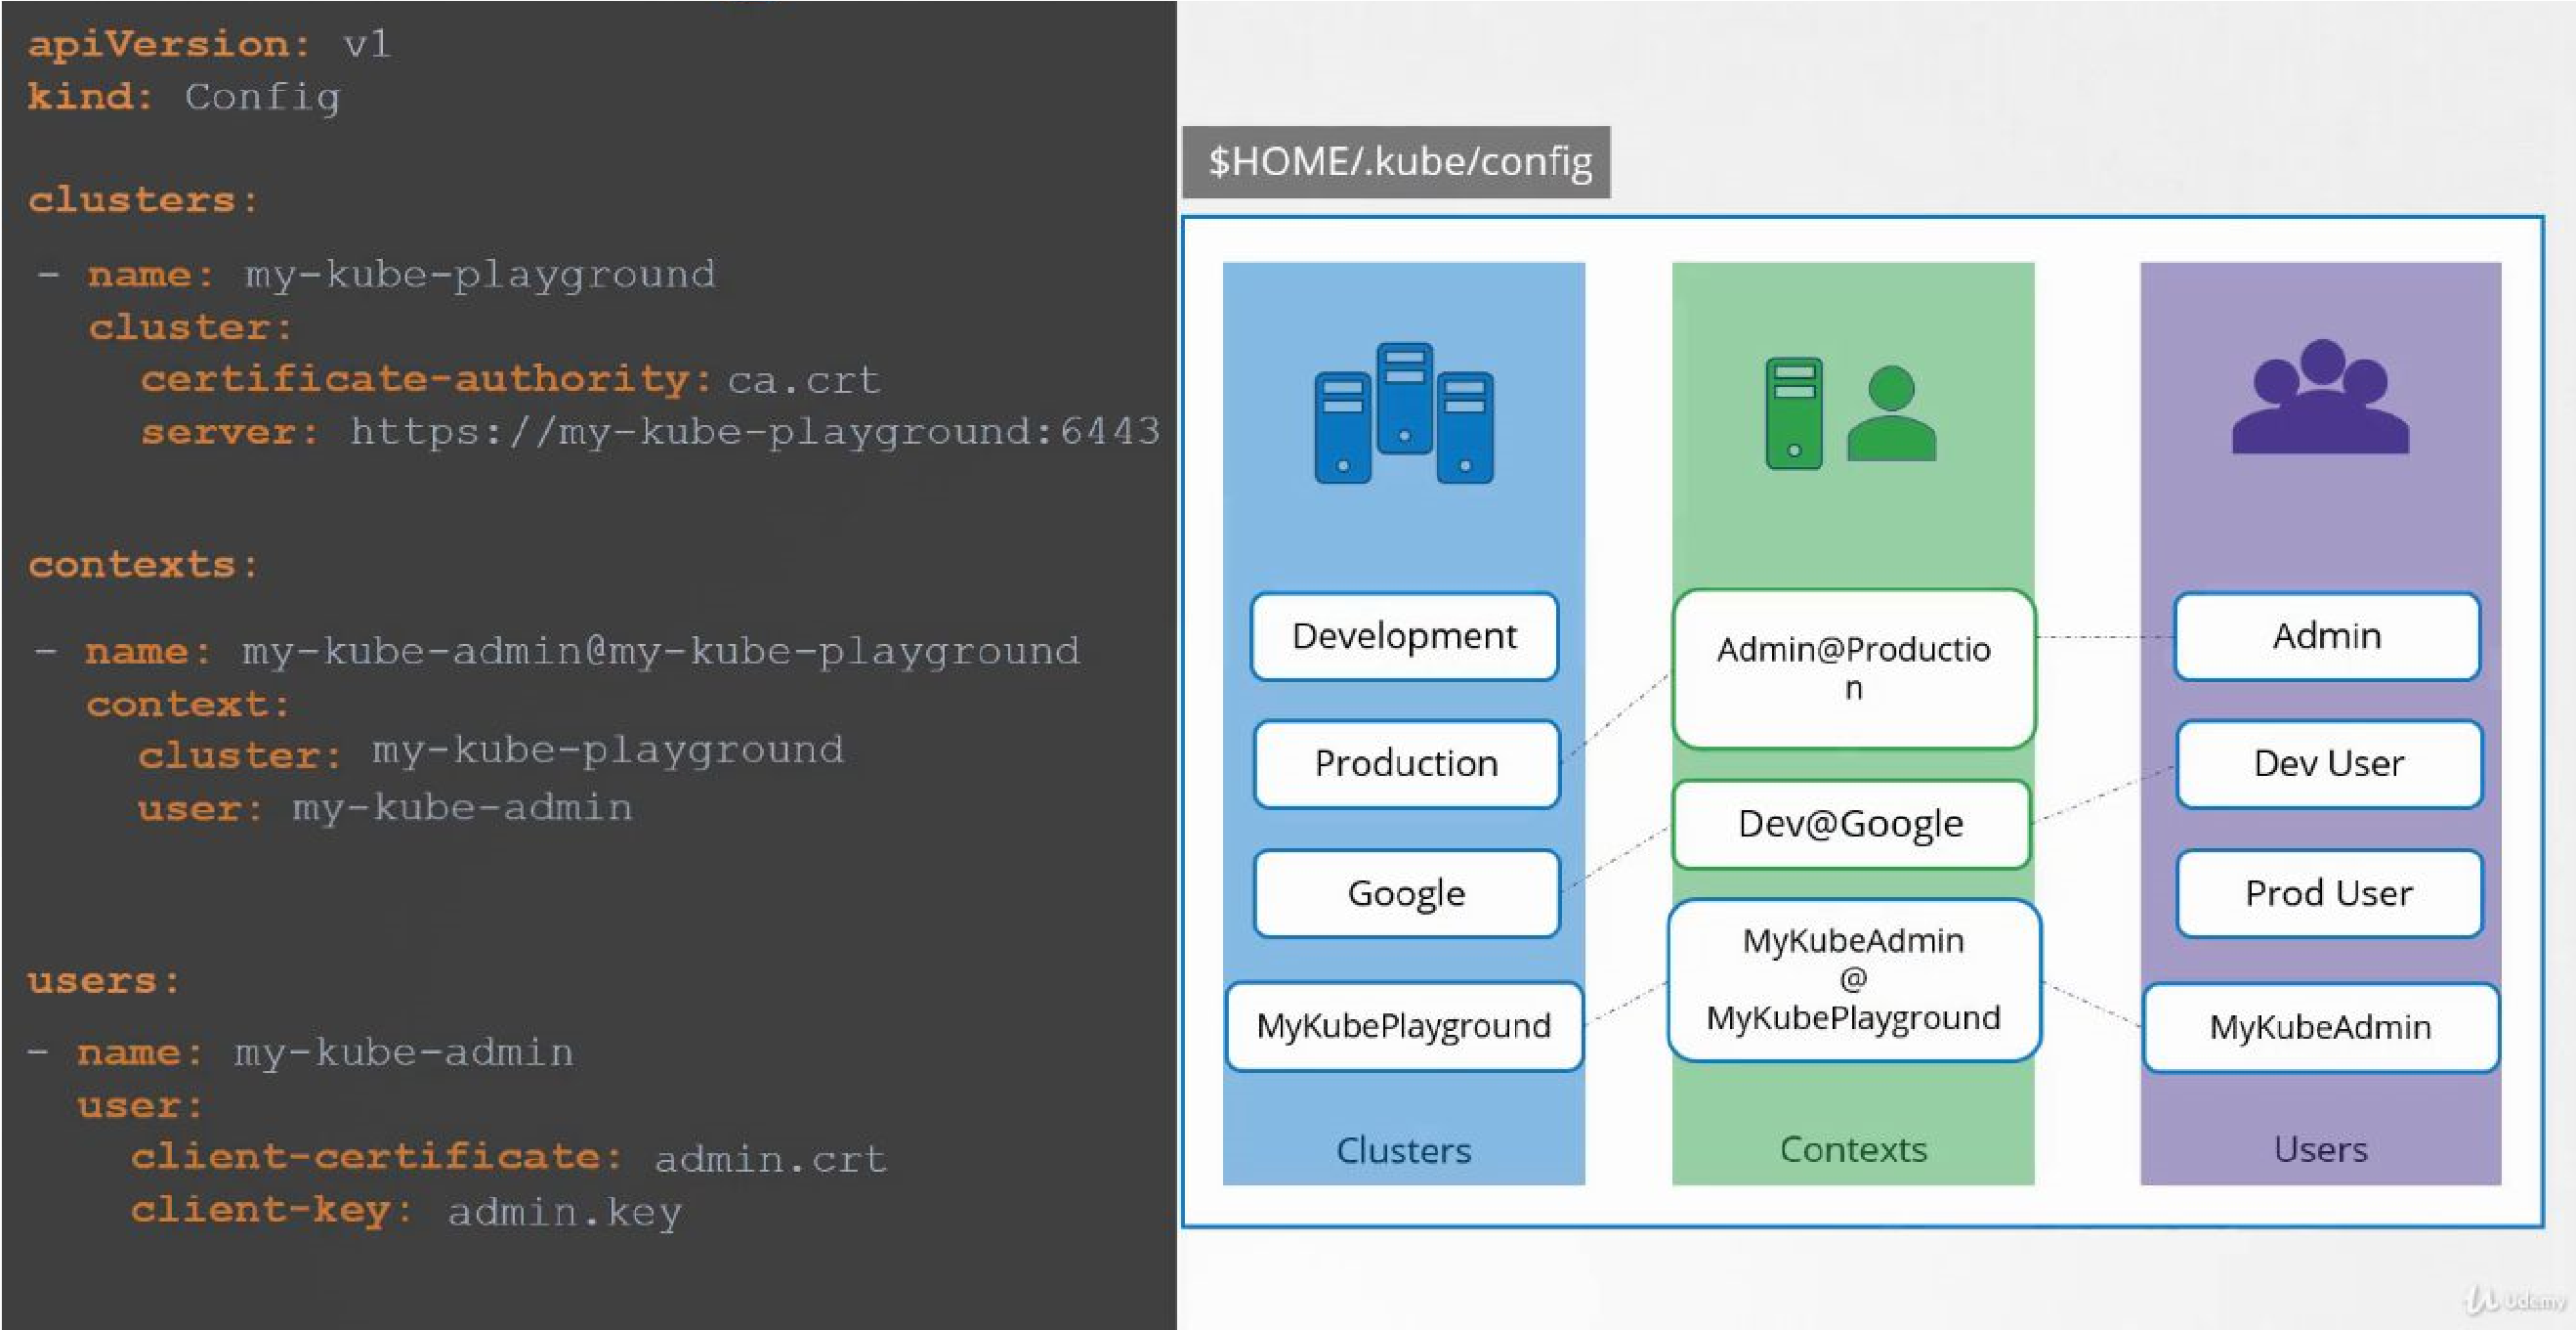 apiVersion: v1
kind: Config
clusters:
- name: my-kube-playground
cluster:
certificate-authority: ca.crt
server: https://my-kube-playground:6443
contexts:
- name: my-kube-admin@my-kube-playground
context:
cluster: my-kube-playground
user: my-kube-admin
users:
- name: my-kube-admin
user:
client-certificate: admin.crt
client-key: admin.key
$HOME/.kube/config
Development
Production
Google
MyKubePlayground
Clusters
Admin@Productio
n
Dev@Google
MyKubeAdmin
@
MyKubePlayground
Contexts
Admin
Dev User
Prod User
MyKubeAdmin
Users
Udemy